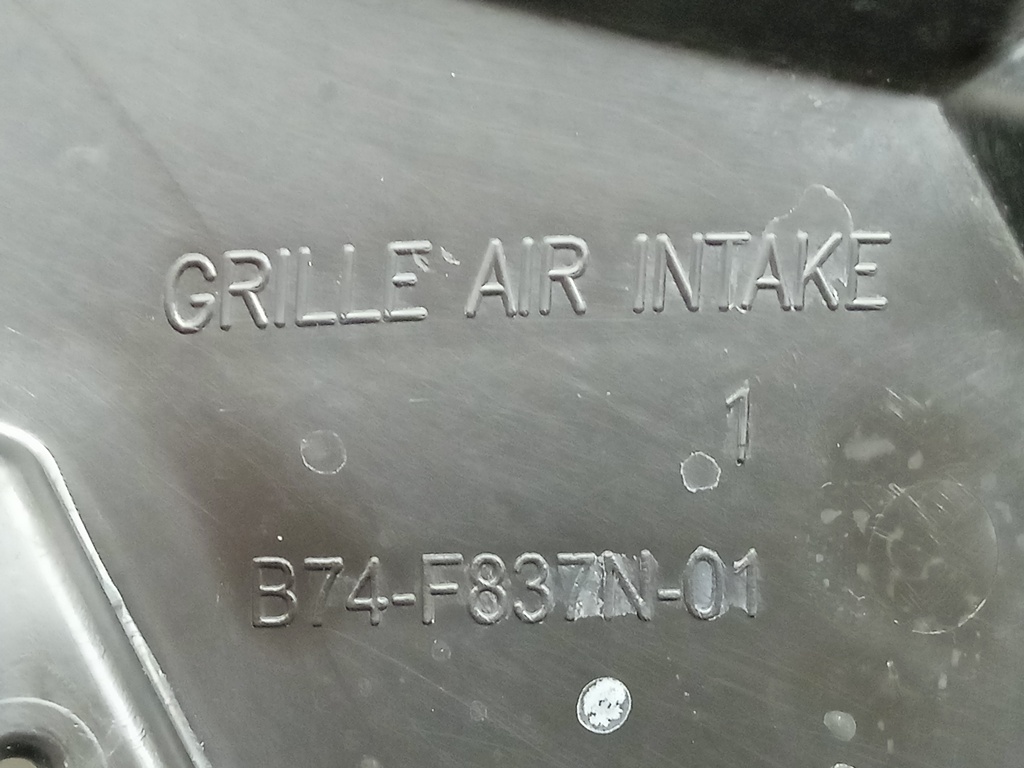 GRILLE AIR INTAKE
1
B74-F837N-01